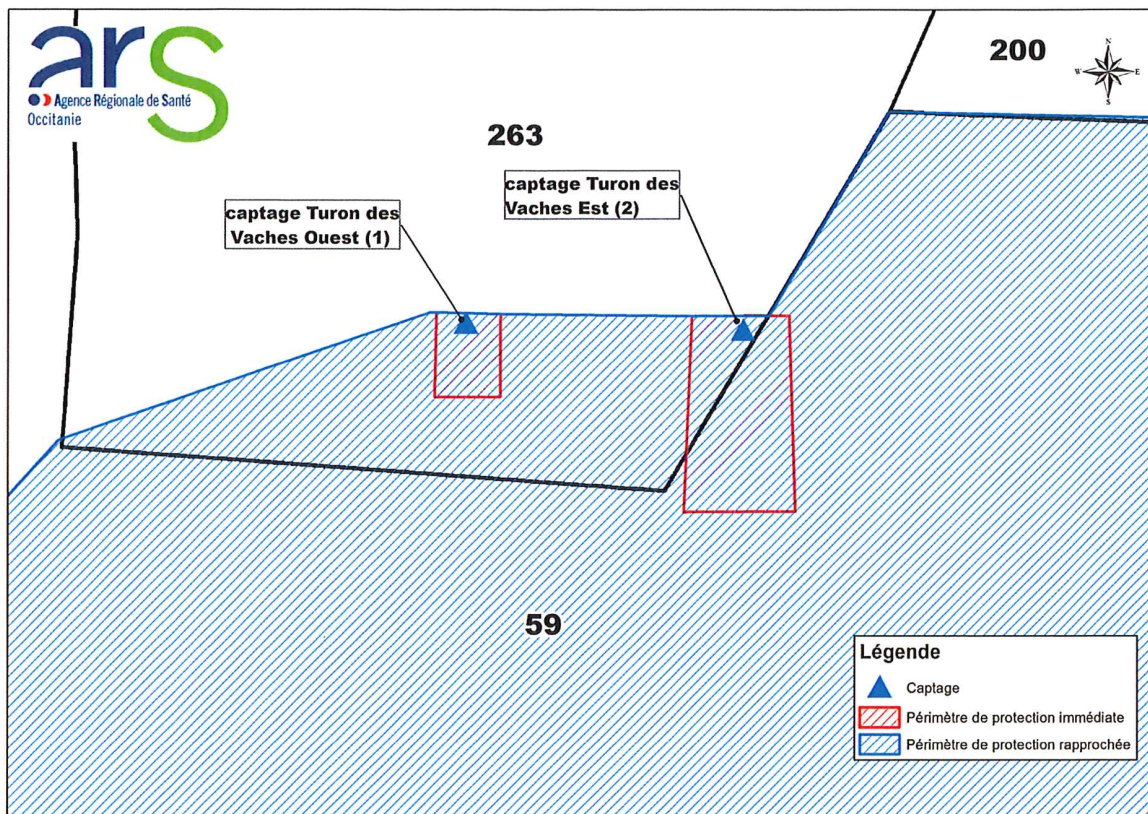 ars
Agence Régionale de Santé
Occitanie
263
200
N
W
E
S
captage Turon des
Vaches Ouest (1)
captage Turon des
Vaches Est (2)
59
Légende
Captage
Périmètre de protection immédiate
Périmètre de protection rapprochée